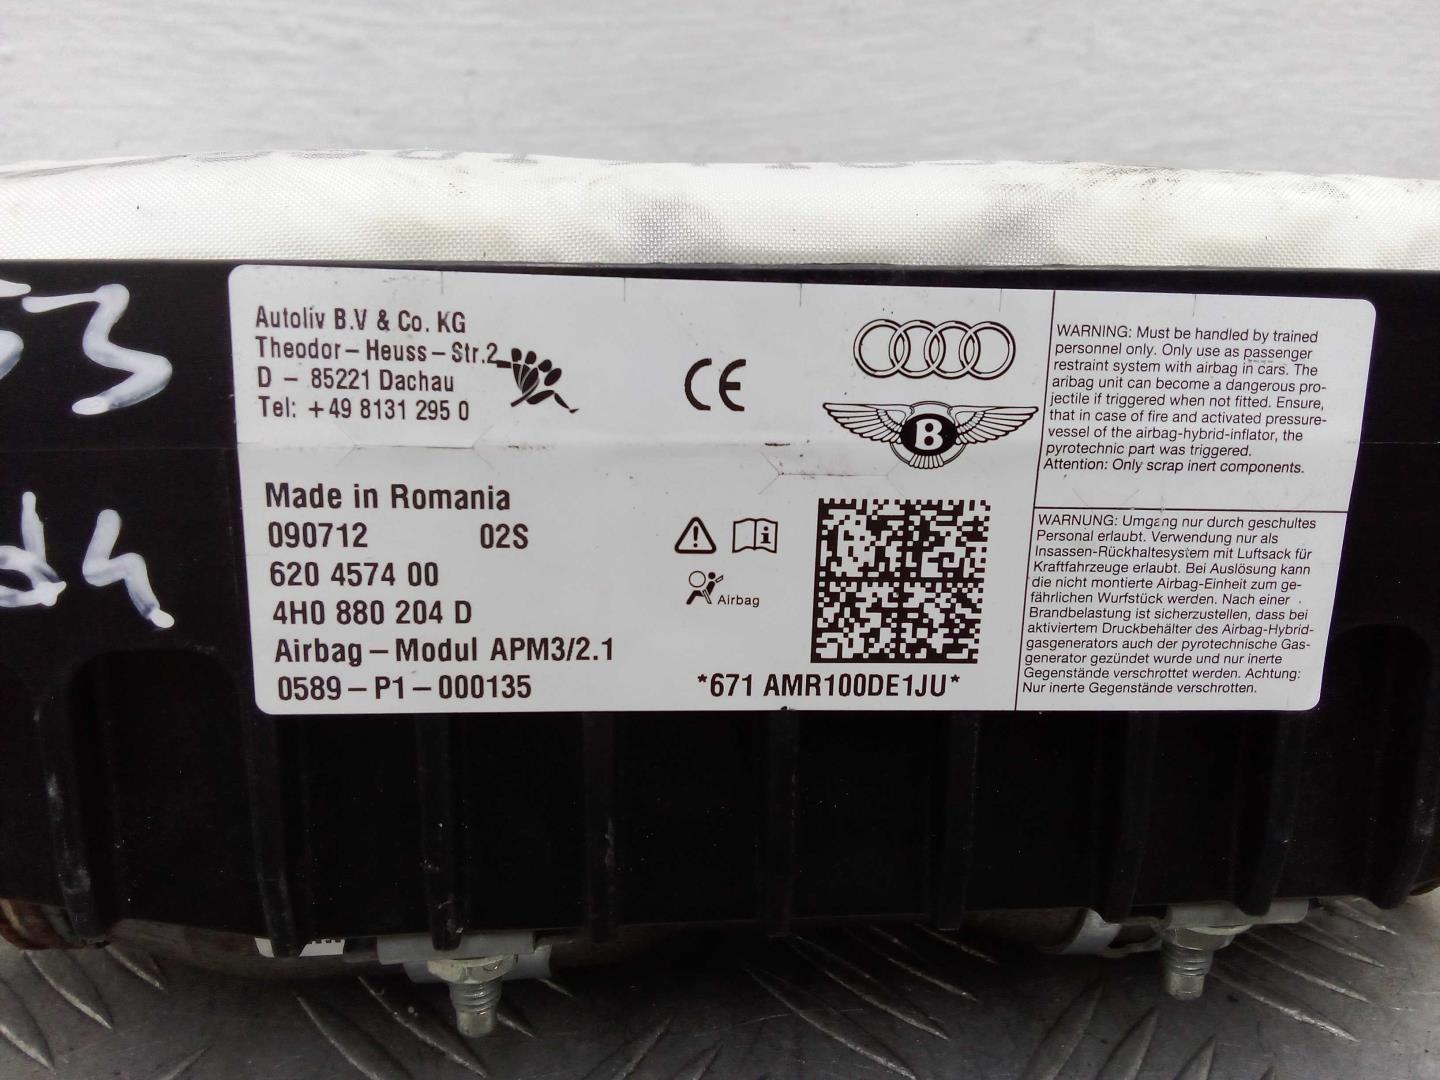 Autoliv B.V & Co. KG
Theodor-Heuss-Str.2
D - 85221 Dachau
Tel: +49 8131 295 0
CE
B
Made in Romania
090712 02S
620 4574 00
4H0 880 204 D
Airbag-Modul APM3/2.1
0589-P1-000135
Airbag
*671 AMR100DE1JU*
WARNING: Must be handled by trained
personnel only. Only use as passenger
restraint system with airbag in cars. The
aribag unit can become a dangerous pro-
jectile if triggered when not fitted. Ensure,
that in case of fire and activated pressure-
vessel of the airbag-hybrid-inflator, the
pyrotechnic part was triggered.
Attention: Only scrap inert components.
WARNUNG: Umgang nur durch geschultes
Personal erlaubt. Verwendung nur als
Insassen-Rückhaltesystem mit Luftsack für
Kraftfahrzeuge erlaubt. Bei Auslösung kann
die nicht montierte Airbag-Einheit zum ge-
fährlichen Wurfstück werden. Nach einer
Brandbelastung ist sicherzustellen, dass bei
aktiviertem Druckbehälter des Airbag-Hybrid-
gasgenerators auch der pyrotechnische Gas-
generator gezündet wurde und nur inerte
Gegenstände verschrottet werden. Achtung:
Nur inerte Gegenstände verschrotten.